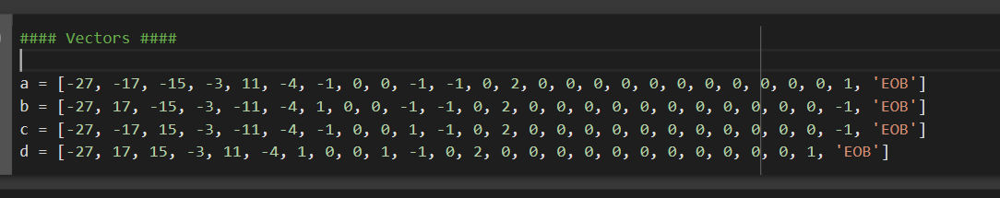 #### Vectors ####
a = [-27, -17, -15, -3, 11, -4, -1, 0, 0, -1, -1, 0, 2, 0, 0, 0, 0, 0, 0, 0, 0, 0, 0, 0, 1, 'EOB']
b = [-27, 17, -15, -3, -11, -4, 1, 0, 0, -1, -1, 0, 2, 0, 0, 0, 0, 0, 0, 0, 0, 0, 0, 0, -1, 'EOB']
c = [-27, -17, 15, -3, -11, -4, -1, 0, 0, 1, -1, 0, 2, 0, 0, 0, 0, 0, 0, 0, 0, 0, 0, 0, -1, 'EOB']
d = [-27, 17, 15, -3, 11, -4, 1, 0, 0, 1, -1, 0, 2, 0, 0, 0, 0, 0, 0, 0, 0, 0, 0, 0, 1, 'EOB']